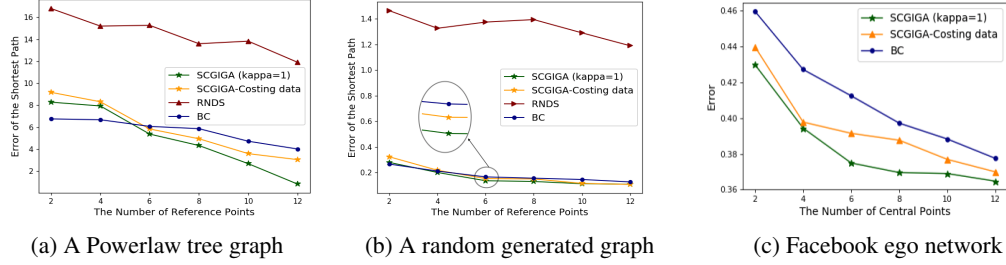 (a)
16
14
12
10
8
6
4
2
Error of the Shortest Path
SCGIGA (kappa=1)
SCGIGA-Costing data
RNDS
BC
2 4 6 8 10 12
The Number of Reference Points
(a) A Powerlaw tree graph
(b)
1.4
1.2
1.0
0.8
0.6
0.4
0.2
Error of the Shortest Path
SCGIGA (kappa=1)
SCGIGA-Costing data
RNDS
BC
2 4 6 8 10 12
The Number of Reference Points
(b) A random generated graph
0.46
0.44
0.42
0.40
0.38
0.36
Error
SCGIGA (kappa=1)
SCGIGA-Costing data
BC
2 4 6 8 10 12
The Number of Central Points
(c) Facebook ego network